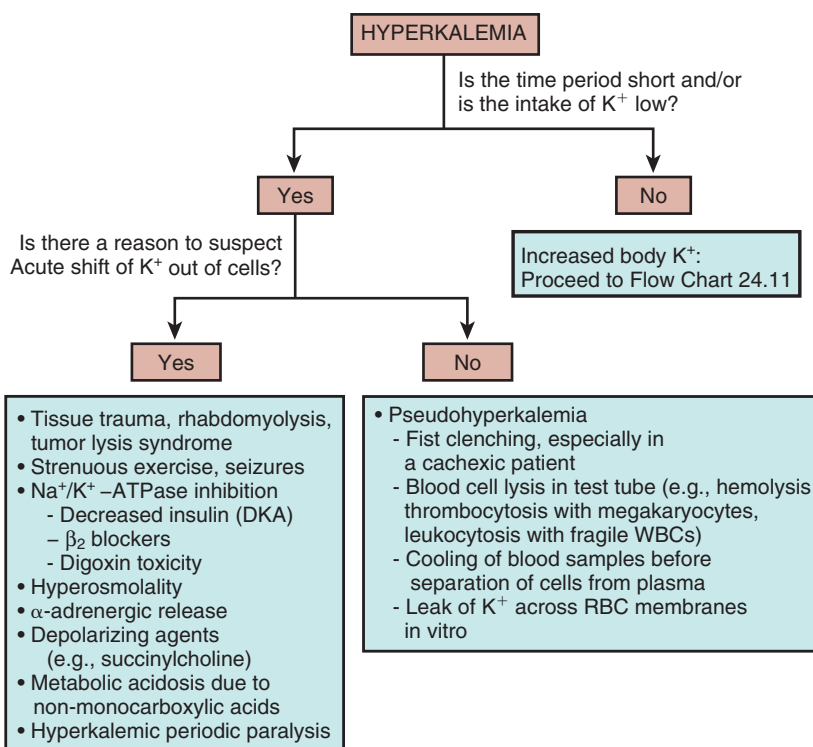 HYPERKALEMIA
Is the time period short and/or
is the intake of K⁺ low?
Yes
No
Is there a reason to suspect
Acute shift of K⁺ out of cells?
Increased body K⁺:
Proceed to Flow Chart 24.11
Yes
No
• Tissue trauma, rhabdomyolysis,
tumor lysis syndrome
• Strenuous exercise, seizures
• Na⁺/K⁺ –ATPase inhibition
- Decreased insulin (DKA)
– β₂ blockers
- Digoxin toxicity
• Hyperosmolality
• α-adrenergic release
• Depolarizing agents
(e.g., succinylcholine)
• Metabolic acidosis due to
non-monocarboxylic acids
• Hyperkalemic periodic paralysis
• Pseudohyperkalemia
- Fist clenching, especially in
a cachexic patient
- Blood cell lysis in test tube (e.g., hemolysis
thrombocytosis with megakaryocytes,
leukocytosis with fragile WBCs)
- Cooling of blood samples before
separation of cells from plasma
- Leak of K⁺ across RBC membranes
in vitro